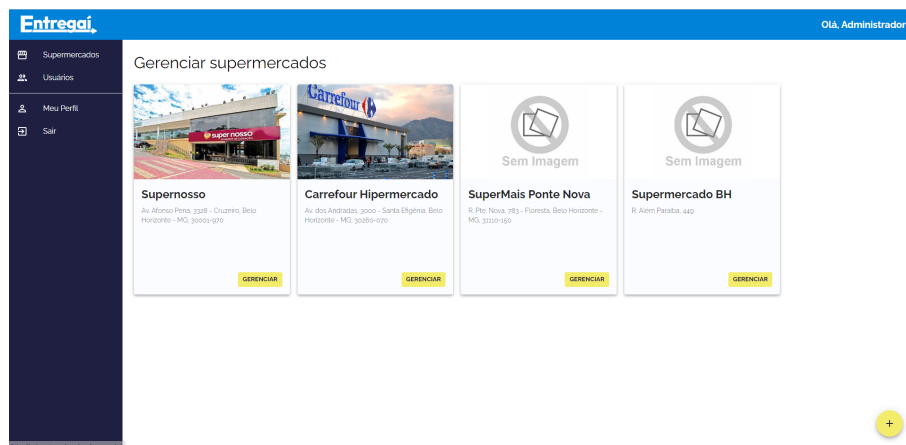 Entregaí
Olá, Administrador
Supermercados
Usuários
Meu Perfil
Sair
Gerenciar supermercados
super nosso
Carrefour
Sem Imagem
Sem Imagem
Supernosso
Av. Afonso Pena, 3328 - Cruzeiro, Belo
Horizonte - MG, 30001-970
GERENCIAR
Carrefour Hipermercado
Av. dos Andradas, 3000 - Santa Efigênia, Belo
Horizonte - MG, 30260-070
GERENCIAR
SuperMais Ponte Nova
R. Pte. Nova, 783 - Floresta, Belo Horizonte -
MG, 31110-150
GERENCIAR
Supermercado BH
R. Além Paraíba, 449
GERENCIAR
+